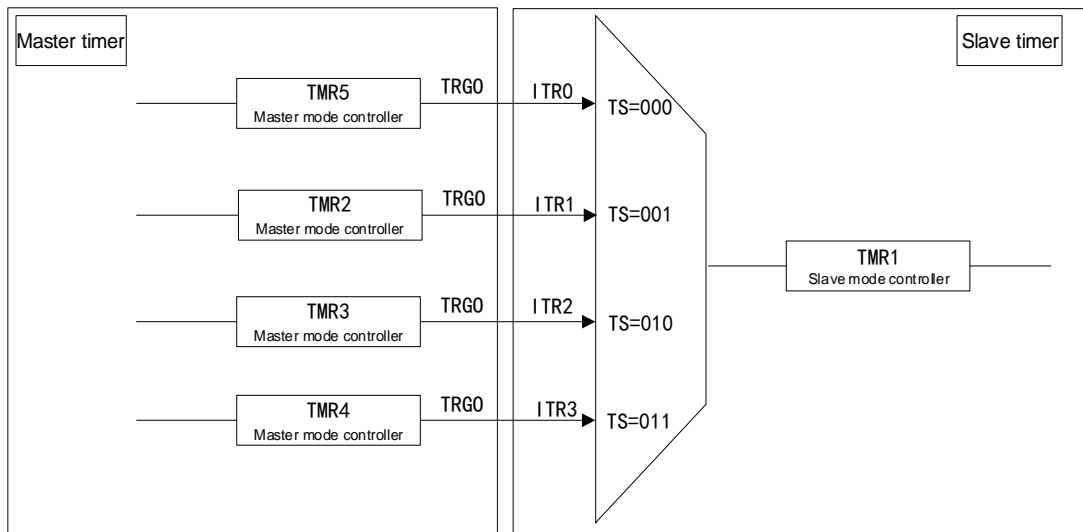 Master timer
Slave timer
TMR5
Master mode controller
TRGO
ITR0
TS=000
TMR2
Master mode controller
TRGO
ITR1
TS=001
TMR1
Slave mode controller
TMR3
Master mode controller
TRGO
ITR2
TS=010
TMR4
Master mode controller
TRGO
ITR3
TS=011